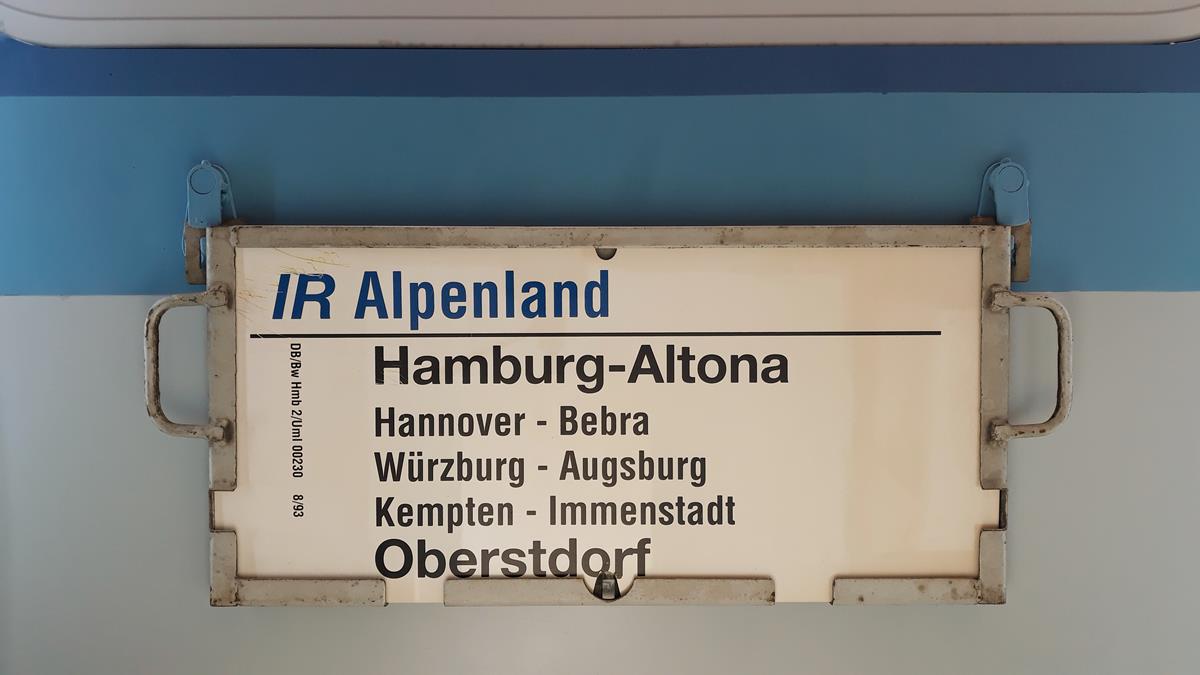 IR Alpenland
Hamburg-Altona
Hannover - Bebra
Würzburg - Augsburg
Kempten - Immenstadt
Oberstdorf
DB/Bw Hmb 2/Uml 00230 8/93